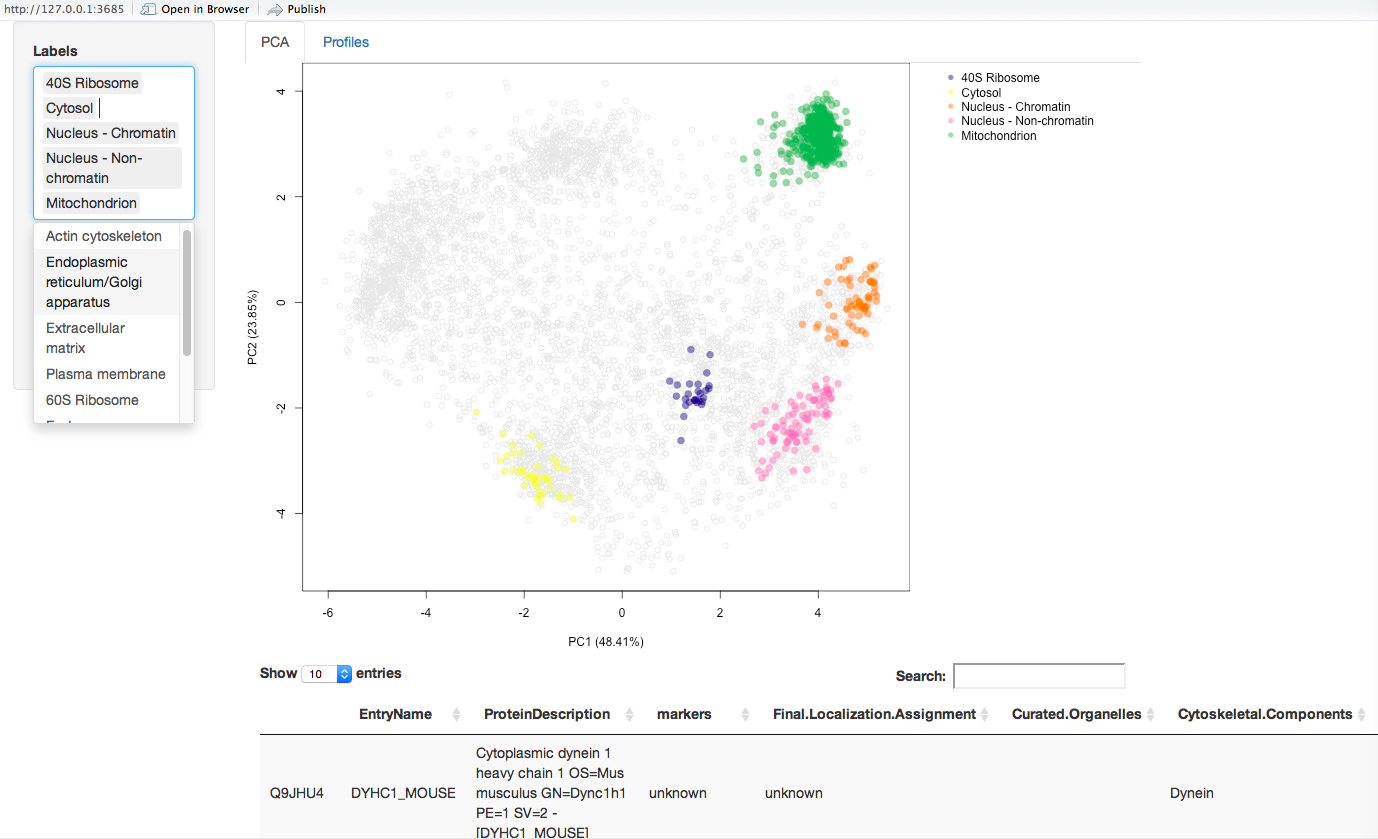 http://127.0.0.1:3685 Open in Browser Publish
Labels
40S Ribosome
Cytosol
Nucleus - Chromatin
Nucleus - Non-
chromatin
Mitochondrion
Actin cytoskeleton
Endoplasmic
reticulum/Golgi
apparatus
Extracellular
matrix
Plasma membrane
60S Ribosome
PCA Profiles
40S Ribosome
Cytosol
Nucleus - Chromatin
Nucleus - Non-chromatin
Mitochondrion
PC2 (23.85%)
4
2
0
-2
-4
-6 -4 -2 0 2 4
PC1 (48.41%)
Show 10 entries Search:
EntryName ProteinDescription markers Final.Localization.Assignment Curated.Organelles Cytoskeletal.Components
Cytoplasmic dynein 1
heavy chain 1 OS=Mus
Q9JHU4 DYHC1_MOUSE musculus GN=Dync1h1 unknown unknown Dynein
PE=1 SV=2 -
[DYHC1_MOUSE]